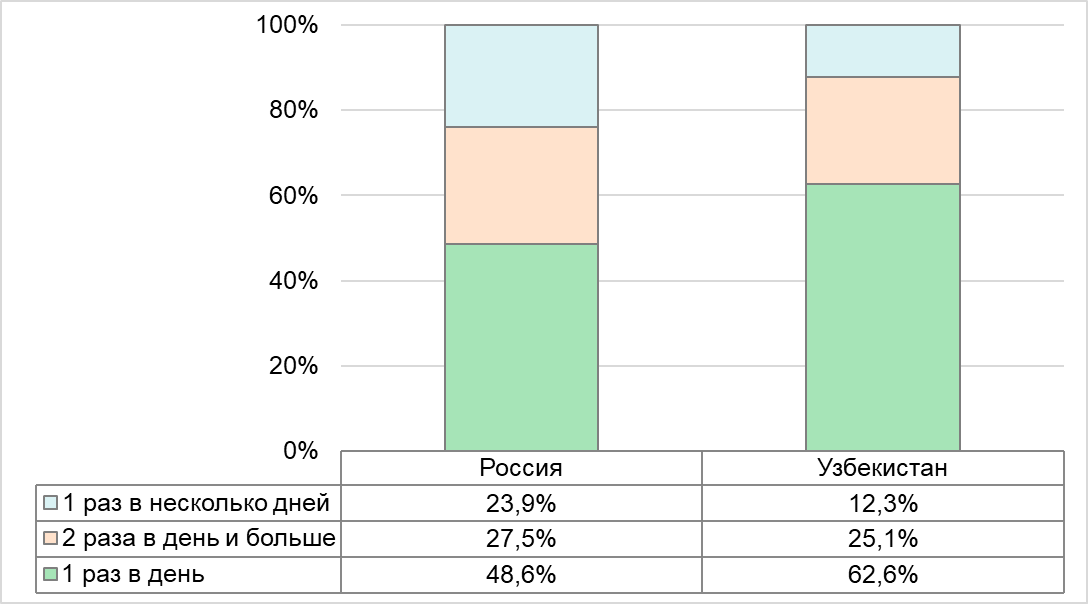 100%
80%
60%
40%
20%
0%
Россия Узбекистан
1 раз в несколько дней 23,9% 12,3%
2 раза в день и больше 27,5% 25,1%
1 раз в день 48,6% 62,6%